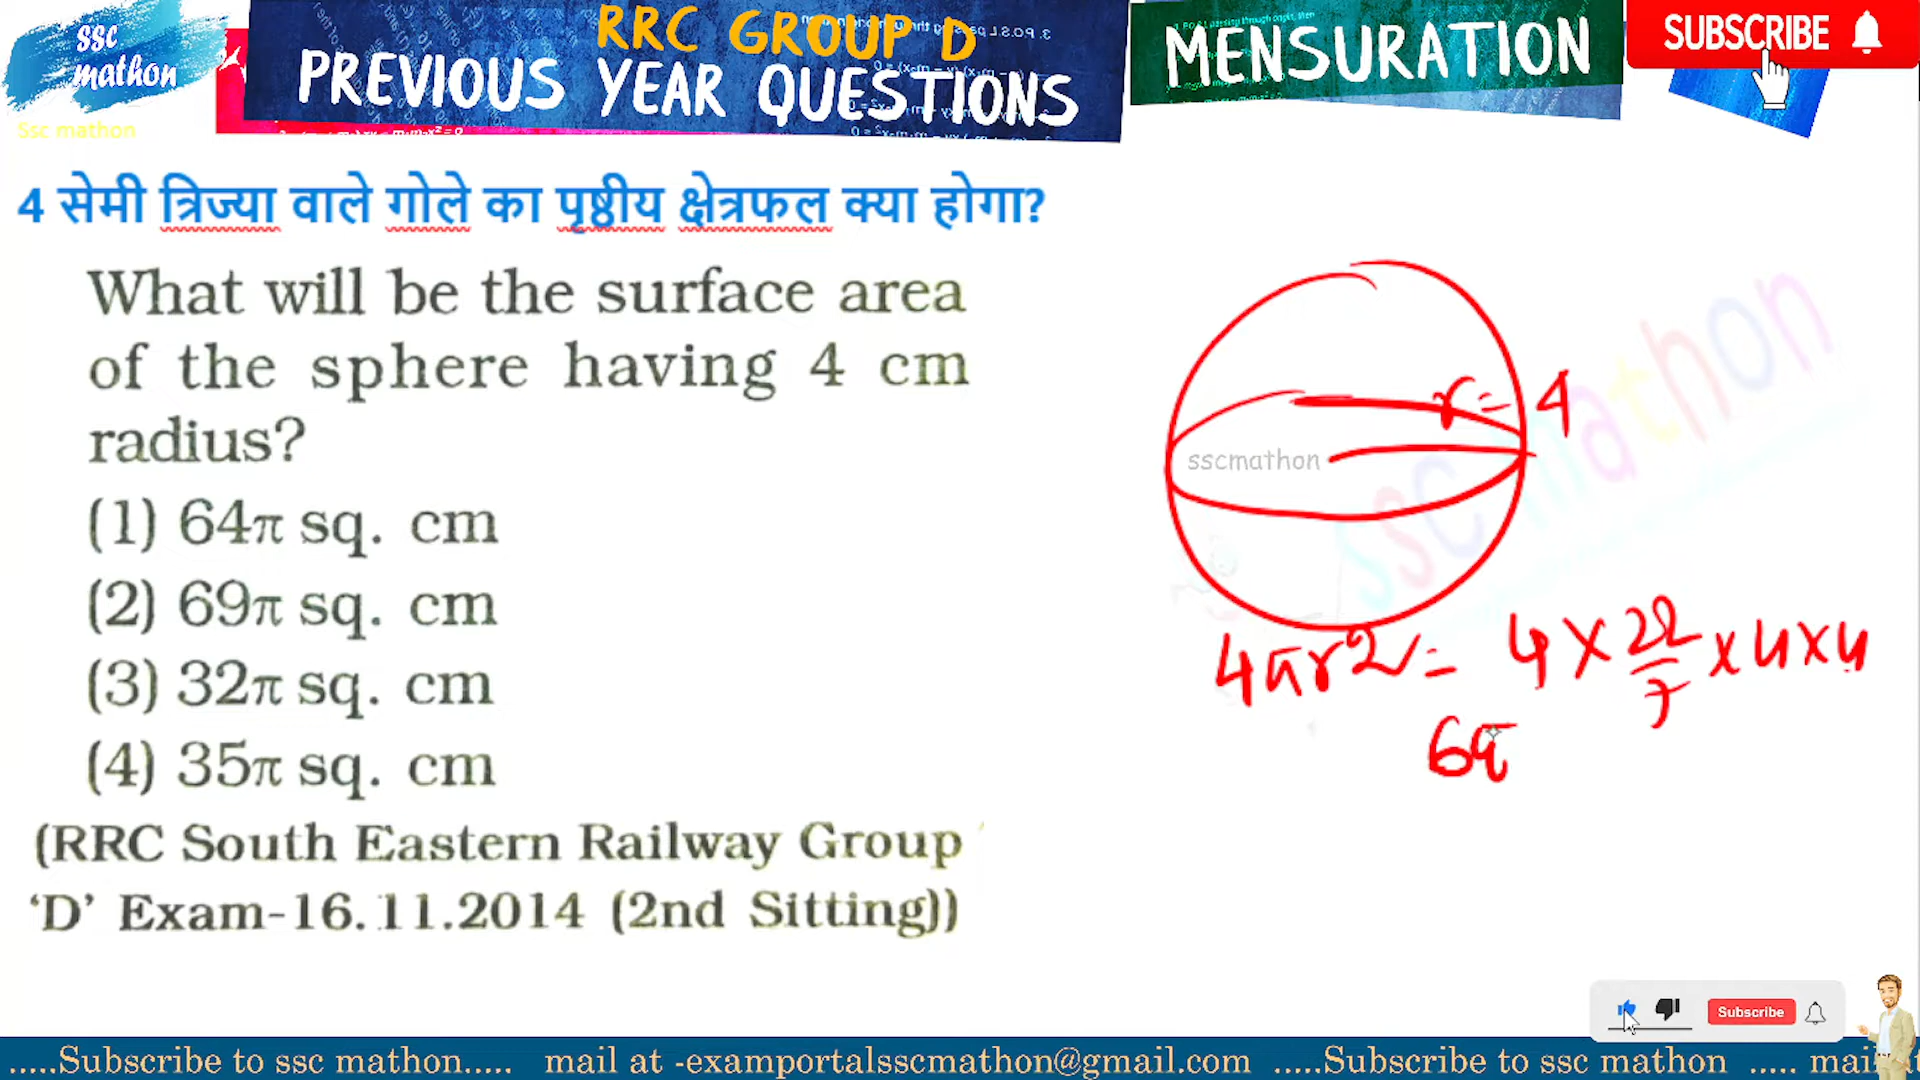 ssc
mathon
Ssc mathon
RRC GROUP D
PREVIOUS YEAR QUESTIONS
MENSURATION
SUBSCRIBE
4 सेमी त्रिज्या वाले गोले का पृष्ठीय क्षेत्रफल क्या होगा?
What will be the surface area
of the sphere having 4 cm
radius?
(1) 64π sq. cm
(2) 69π sq. cm
(3) 32π sq. cm
(4) 35π sq. cm
(RRC South Eastern Railway Group
‘D’ Exam-16.11.2014 (2nd Sitting))
r= 4
sscmathon
ssc mathon
4πr2 = 4 × 22/7 × 4 × 4
Subscribe
.....Subscribe to ssc mathon..... mail at -examportalsscmathon@gmail.com .....Subscribe to ssc mathon .....